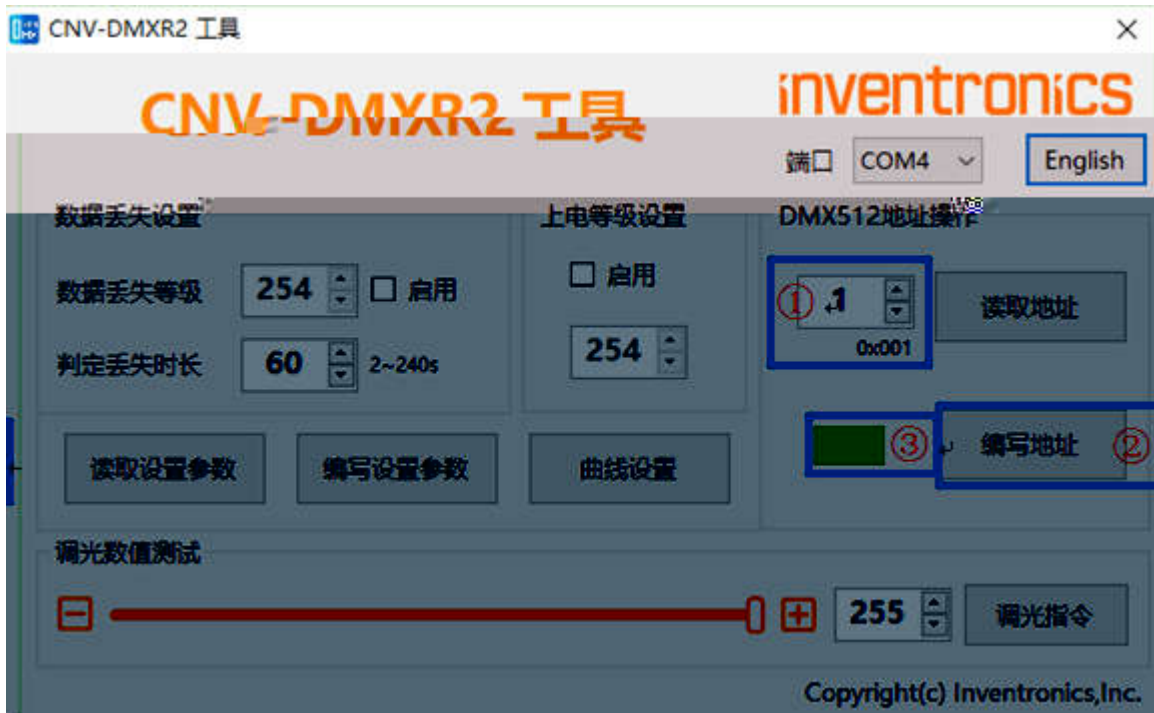 CNV-DMXR2 工具
CNV-DMXR2 工具
inventronics
端口 COM4 English
数据丢失设置
上电等级设置
DMX512地址操作
数据丢失等级 254 启用
启用
① 1 读取地址
0x001
判定丢失时长 60 2~240s
254
读取设置参数 编写设置参数 曲线设置
③ 编写地址 ②
调光数值测试
255 调光指令
Copyright(c) Inventronics,Inc.